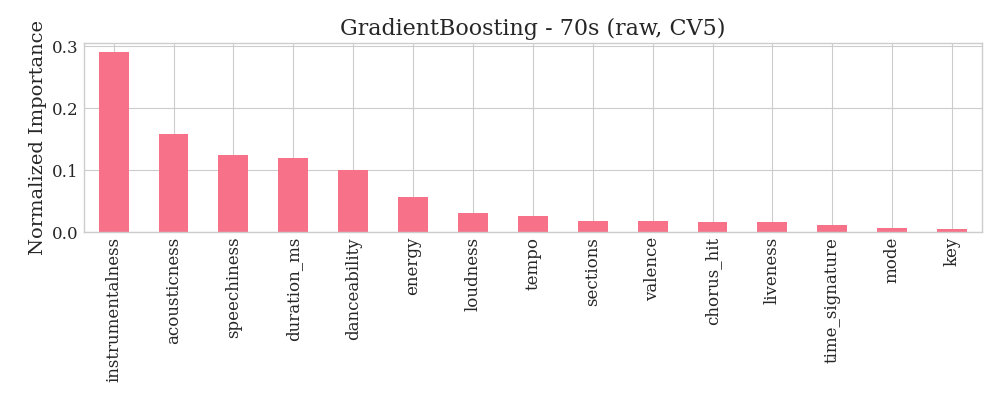 GradientBoosting - 70s (raw, CV5)
Normalized Importance
0.3
0.2
0.1
0.0
instrumentalness
acousticness
speechiness
duration_ms
danceability
energy
loudness
tempo
sections
valence
chorus_hit
liveness
time_signature
mode
key